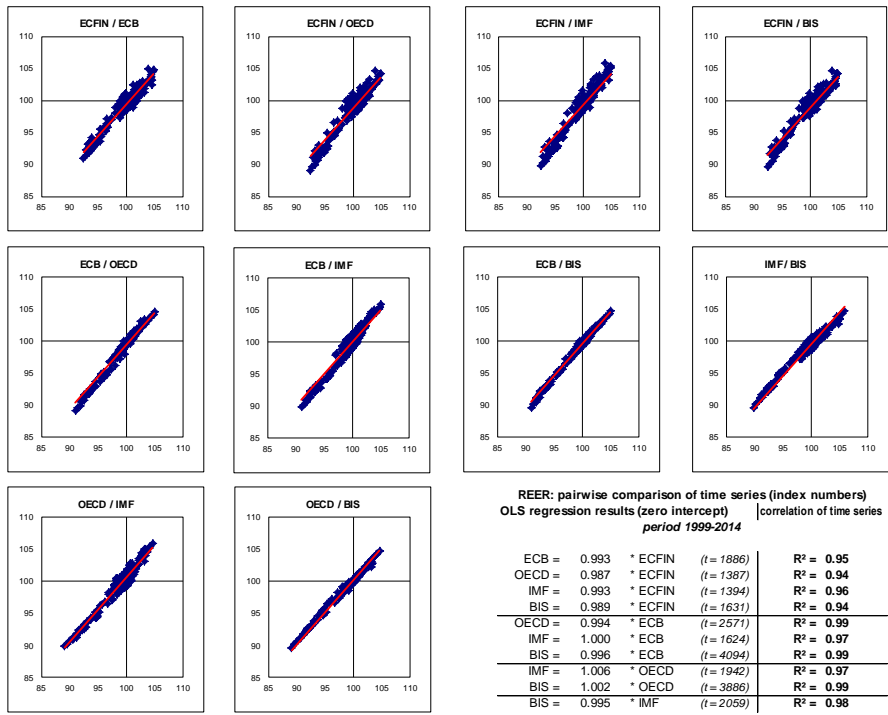 ECFIN / ECB
110
105
100
95
90
85
85 90 95 100 105 110
ECFIN / OECD
110
105
100
95
90
85
85 90 95 100 105 110
ECFIN / IMF
110
105
100
95
90
85
85 90 95 100 105 110
ECFIN / BIS
110
105
100
95
90
85
85 90 95 100 105 110
ECB / OECD
110
105
100
95
90
85
85 90 95 100 105 110
ECB / IMF
110
105
100
95
90
85
85 90 95 100 105 110
ECB / BIS
110
105
100
95
90
85
85 90 95 100 105 110
IMF / BIS
110
105
100
95
90
85
85 90 95 100 105 110
OECD / IMF
110
105
100
95
90
85
85 90 95 100 105 110
OECD / BIS
110
105
100
95
90
85
85 90 95 100 105 110
REER: pairwise comparison of time series (index numbers)
OLS regression results (zero intercept) correlation of time series
period 1999-2014
ECB = 0.993 * ECFIN (t = 1886) R² = 0.95
OECD = 0.987 * ECFIN (t = 1387) R² = 0.94
IMF = 0.993 * ECFIN (t = 1394) R² = 0.96
BIS = 0.989 * ECFIN (t = 1631) R² = 0.94
OECD = 0.994 * ECB (t = 2571) R² = 0.99
IMF = 1.000 * ECB (t = 1624) R² = 0.97
BIS = 0.996 * ECB (t = 4094) R² = 0.99
IMF = 1.006 * OECD (t = 1942) R² = 0.97
BIS = 1.002 * OECD (t = 3886) R² = 0.99
BIS = 0.995 * IMF (t = 2059) R² = 0.98